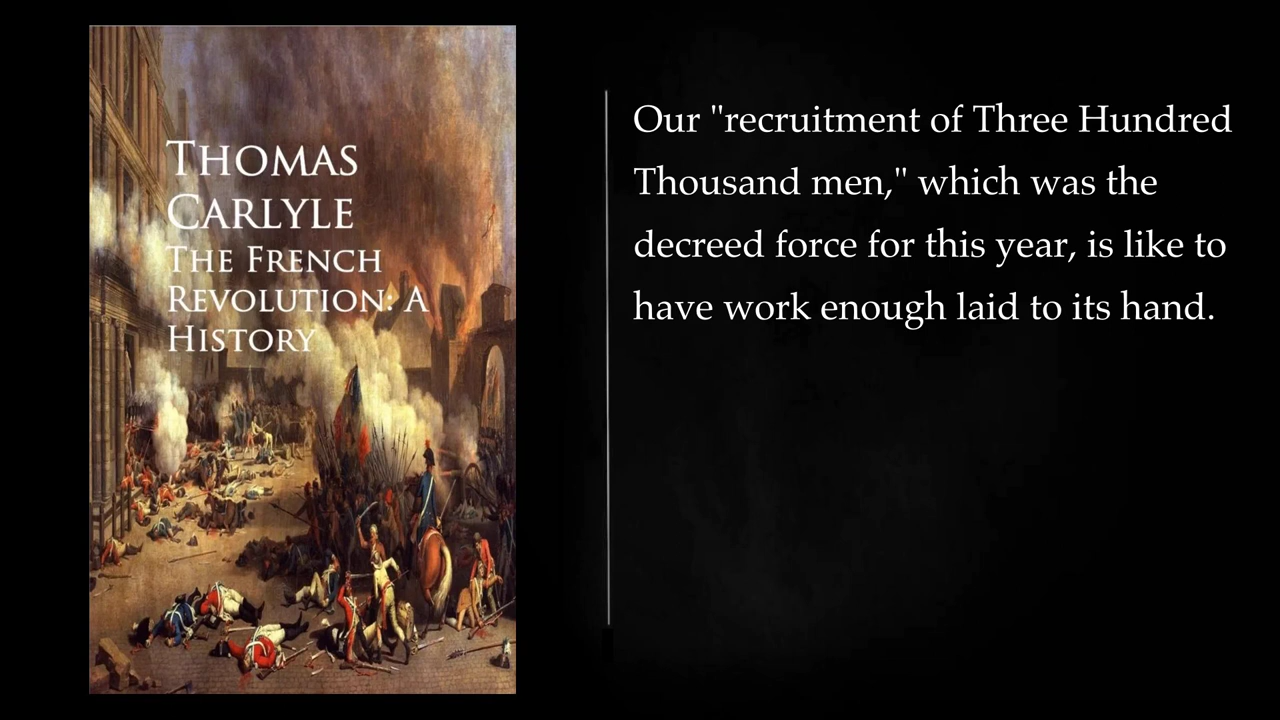 THOMAS
CARLYLE
THE FRENCH
REVOLUTION: A
HISTORY
Our "recruitment of Three Hundred
Thousand men," which was the
decreed force for this year, is like to
have work enough laid to its hand.